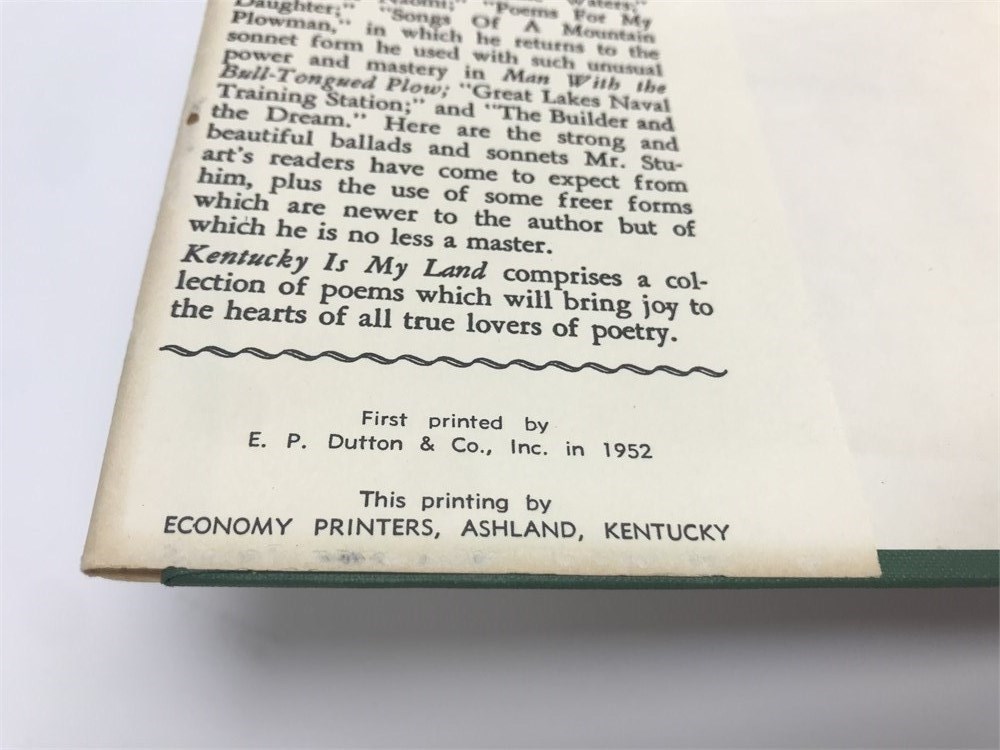 Naomi;" "Poems For My
Daughter;" "Songs Of A Mountain
Plowman," in which he returns to the
sonnet form he used with such unusual
power and mastery in Man With the
Bull-Tongued Plow; "Great Lakes Naval
Training Station;" and "The Builder and
the Dream." Here are the strong and
beautiful ballads and sonnets Mr. Stu-
art's readers have come to expect from
him, plus the use of some freer forms
which are newer to the author but of
which he is no less a master.
Kentucky Is My Land comprises a col-
lection of poems which will bring joy to
the hearts of all true lovers of poetry.
First printed by
E. P. Dutton & Co., Inc. in 1952
This printing by
ECONOMY PRINTERS, ASHLAND, KENTUCKY